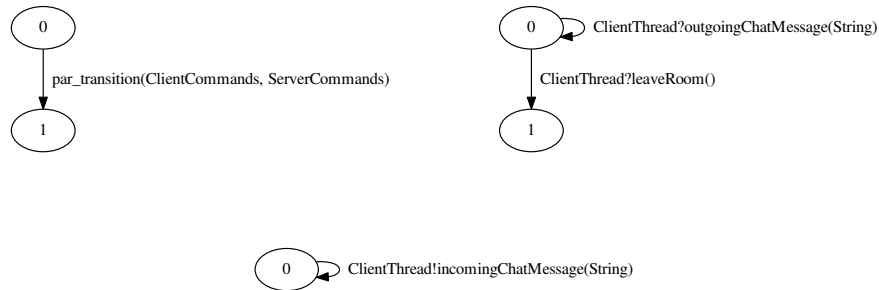 0
0
ClientThread?outgoingChatMessage(String)
par_transition(ClientCommands, ServerCommands)
ClientThread?leaveRoom()
1
1
0
ClientThread!incomingChatMessage(String)